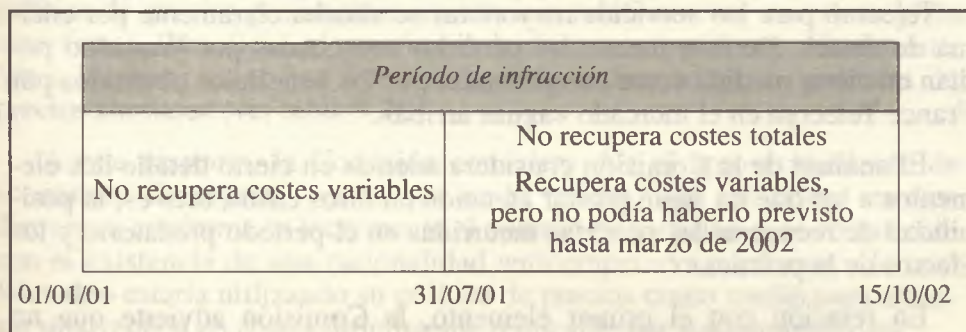 Período de infracción
No recupera costes variables
No recupera costes totales
Recupera costes variables,
pero no podía haberlo previsto
hasta marzo de 2002
01/01/01
31/07/01
15/10/02